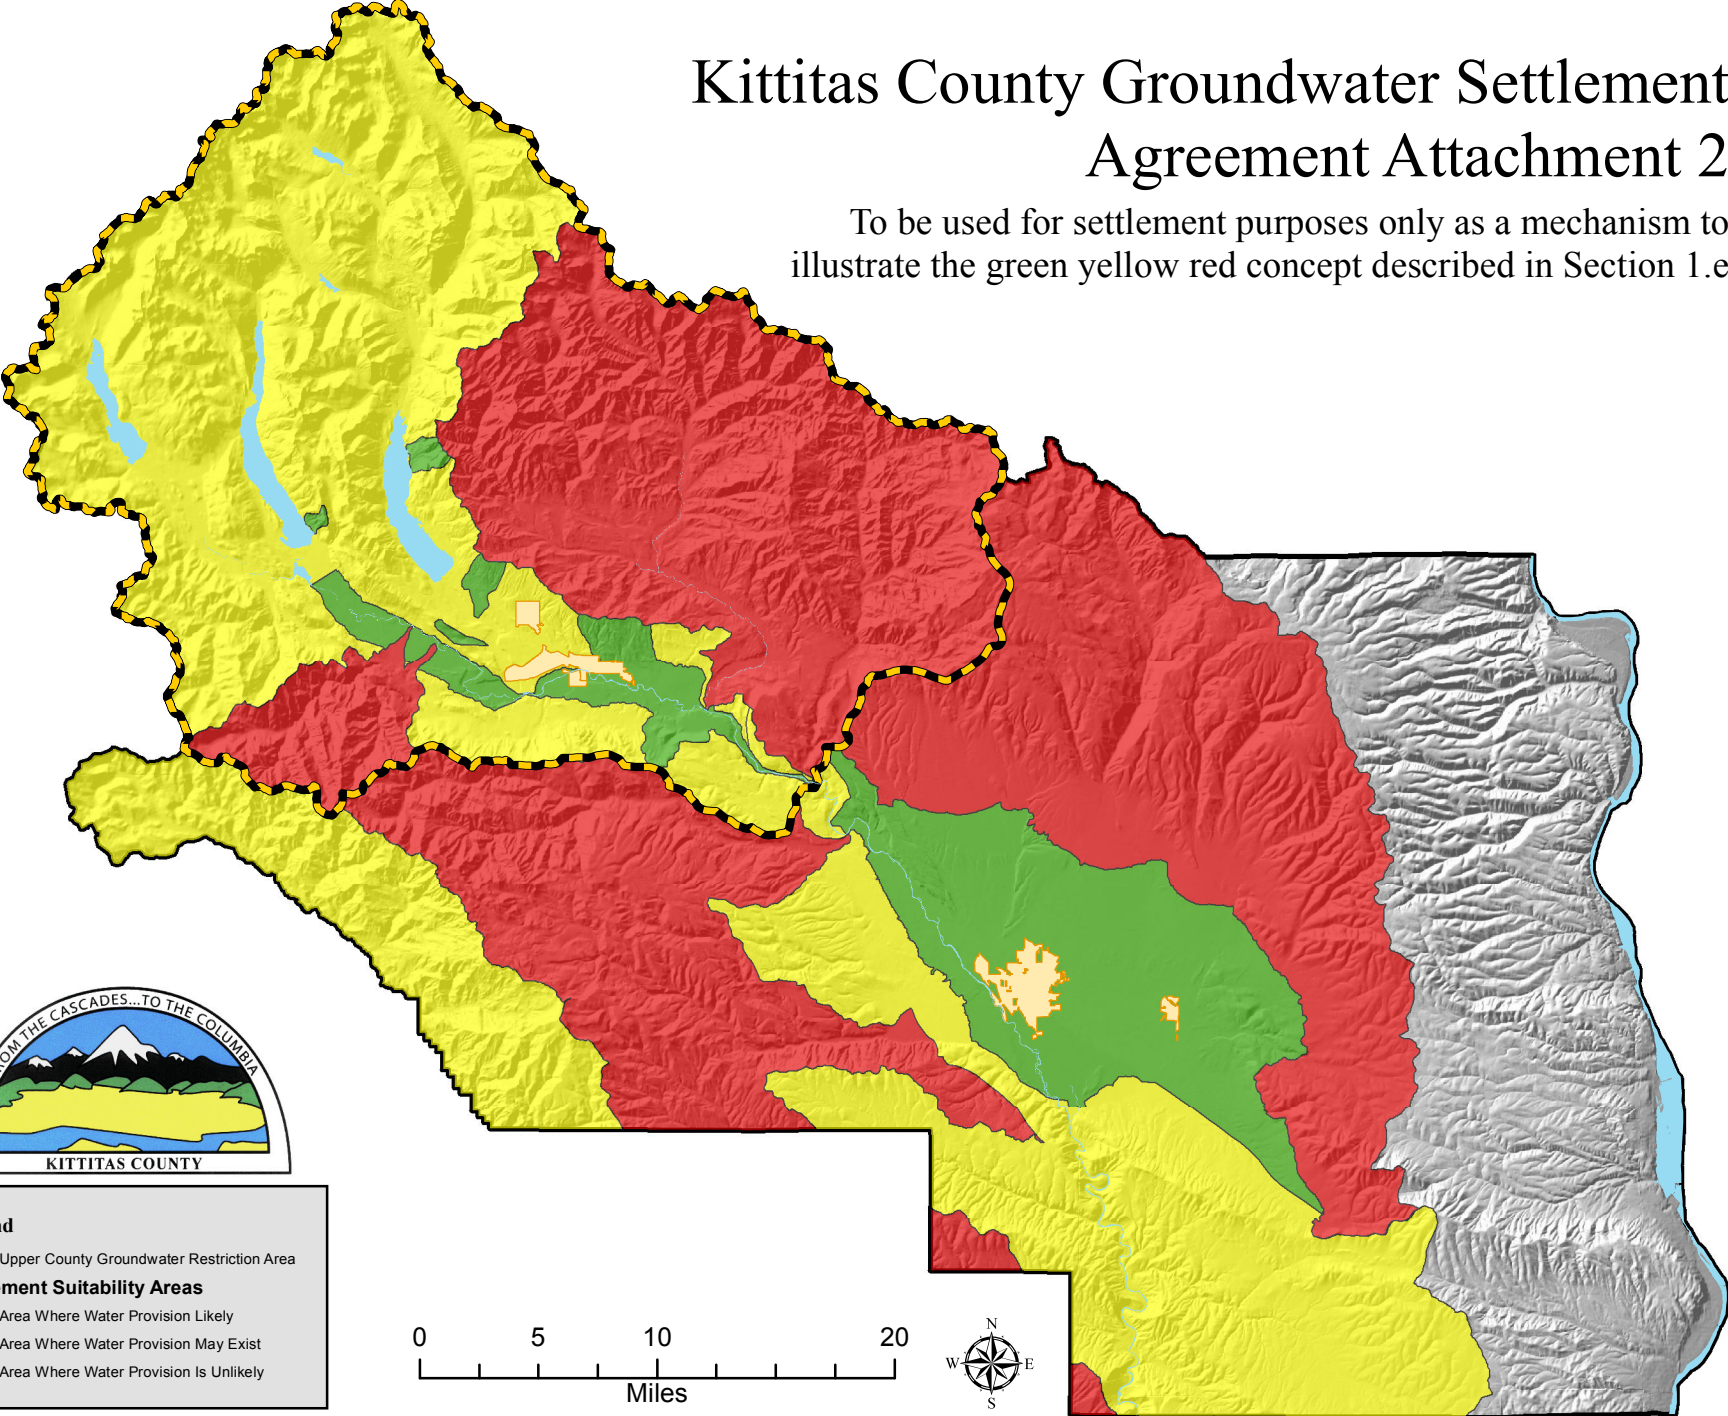 Kittitas County Groundwater Settlement
Agreement Attachment 2
To be used for settlement purposes only as a mechanism to
illustrate the green yellow red concept described in Section 1.e
THE CASCADES...TO THE COLUMBIA
KITTITAS COUNTY
Upper County Groundwater Restriction Area
Suitability Areas
Area Where Water Provision Likely
Area Where Water Provision May Exist
Area Where Water Provision Is Unlikely
0 5 10 20
Miles
N
W E
S